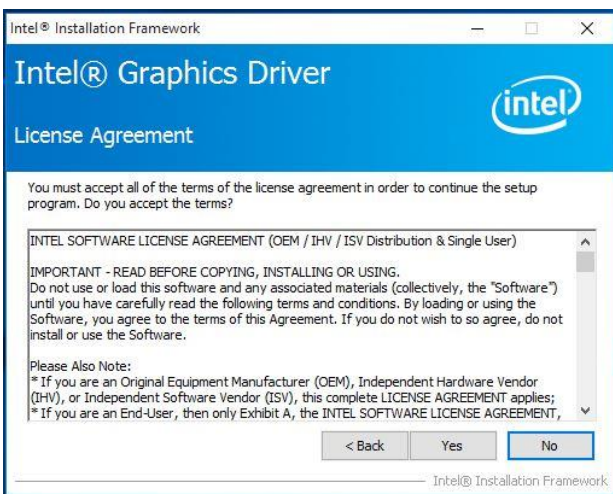 Intel® Installation Framework
Intel® Graphics Driver
intel
License Agreement
You must accept all of the terms of the license agreement in order to continue the setup
program. Do you accept the terms?
INTEL SOFTWARE LICENSE AGREEMENT (OEM / IHV / ISV Distribution & Single User)
IMPORTANT - READ BEFORE COPYING, INSTALLING OR USING.
Do not use or load this software and any associated materials (collectively, the "Software")
until you have carefully read the following terms and conditions. By loading or using the
Software, you agree to the terms of this Agreement. If you do not wish to so agree, do not
install or use the Software.
Please Also Note:
* If you are an Original Equipment Manufacturer (OEM), Independent Hardware Vendor
(IHV), or Independent Software Vendor (ISV), this complete LICENSE AGREEMENT applies;
* If you are an End-User, then only Exhibit A, the INTEL SOFTWARE LICENSE AGREEMENT,
< Back Yes No
Intel® Installation Framework